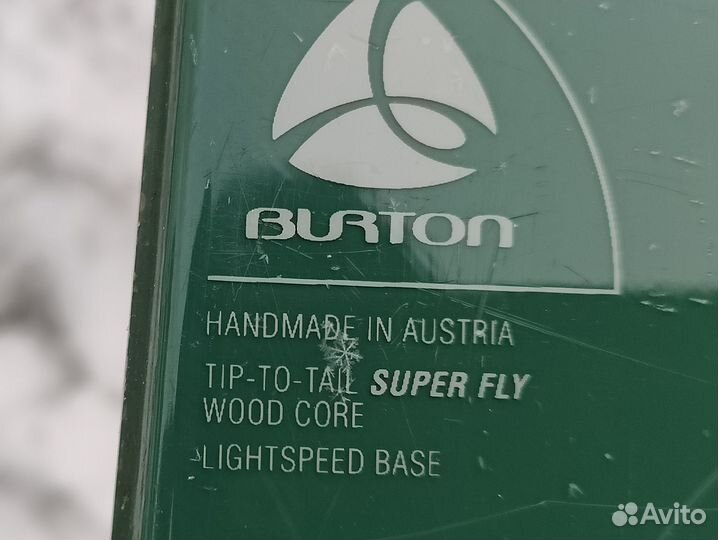 BURTON
HANDMADE IN AUSTRIA
TIP-TO-TAIL SUPER FLY
WOOD CORE
LIGHTSPEED BASE
Avito